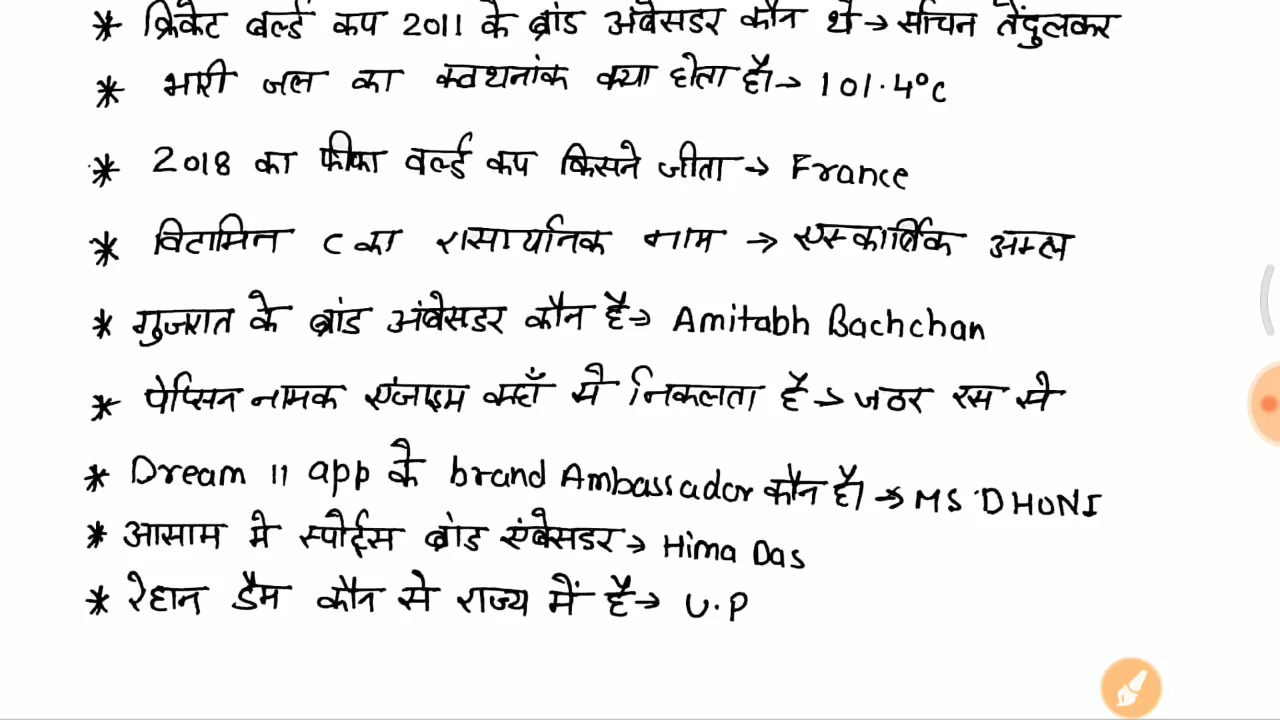 * क्रिकेट वर्ल्ड कप 2011 के ब्रांड अंबेसडर कौन थे → सचिन तेंदुलकर
* भारी जल का क्वथनांक क्या होता है। → 101.4°C
* 2018 का फीफा वर्ल्ड कप किसने जीता → France
* विटामिन C का रासायनिक नाम → एस्कार्बिक अम्ल
* गुजरात के ब्रांड अंबेसडर कौन है → Amitabh Bachchan
* पेप्सिन नामक एंजाइम कहाँ से निकलता है → जठर रस से
* Dream 11 app के brand Ambassador कौन है। → MS DHONI
* आसाम मे स्पोर्ट्स ब्रांड एंबेसडर → Hima Das
* रेहान डैम कौन से राज्य में है → U.P